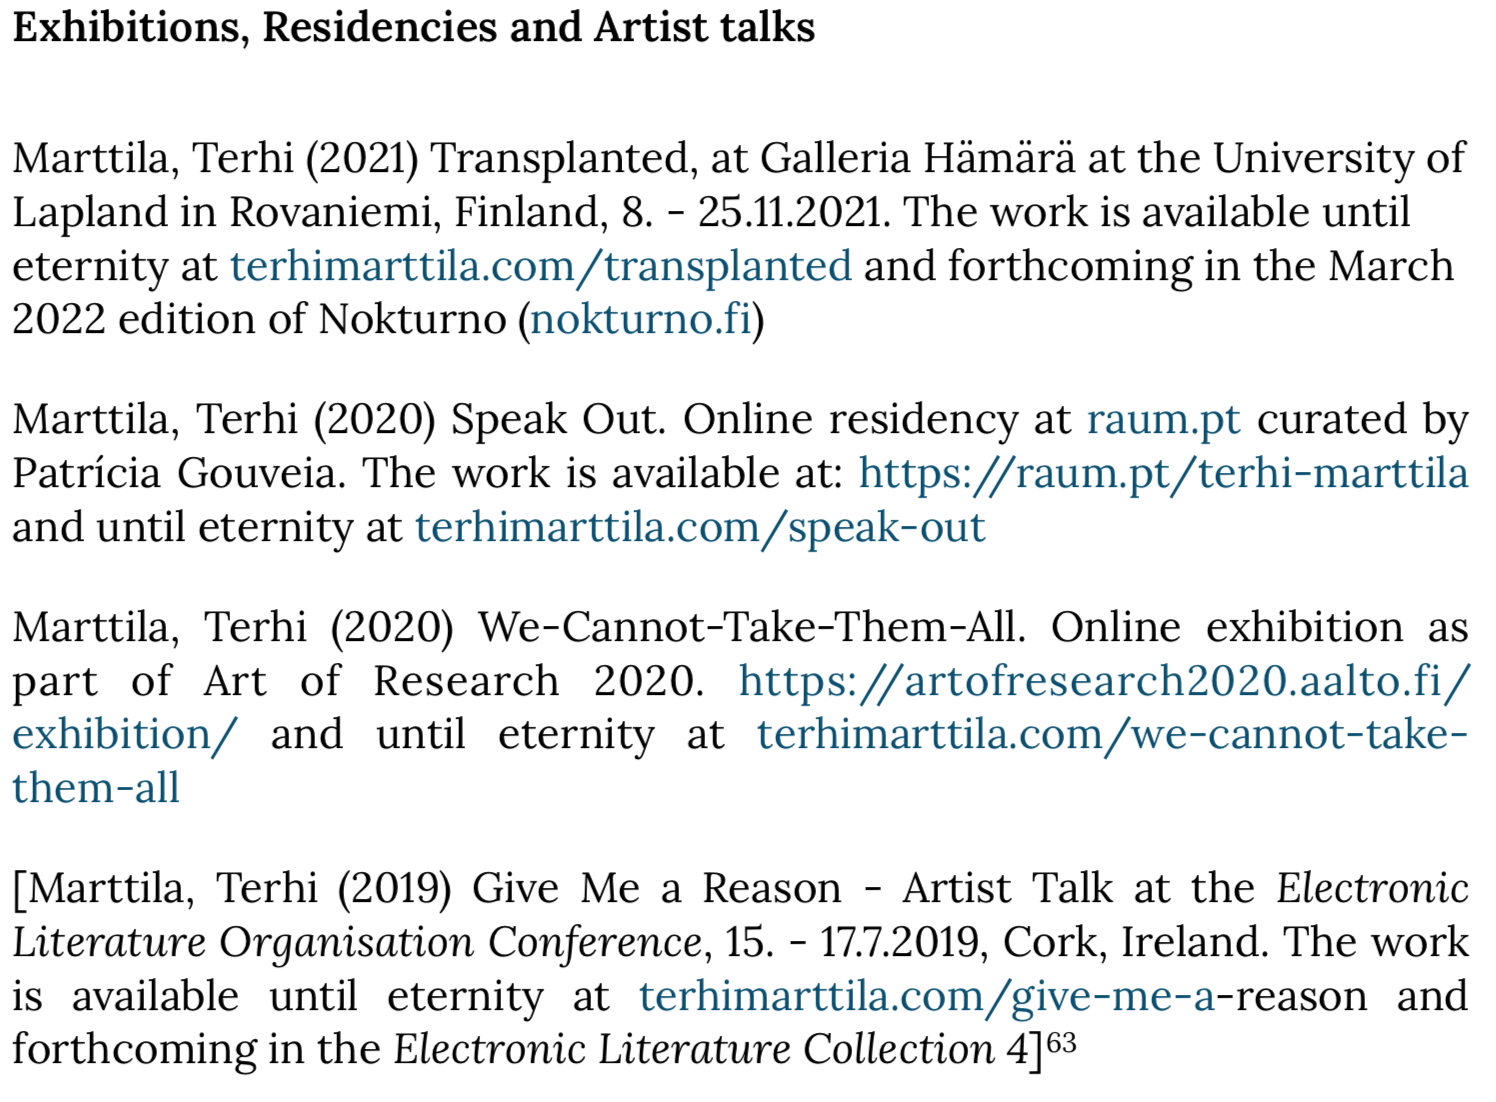 Exhibitions, Residencies and Artist talks
Marttila, Terhi (2021) Transplanted, at Galleria Hämärä at the University of
Lapland in Rovaniemi, Finland, 8. - 25.11.2021. The work is available until
eternity at terhimarttila.com/transplanted and forthcoming in the March
2022 edition of Nokturno (nokturno.fi)
Marttila, Terhi (2020) Speak Out. Online residency at raum.pt curated by
Patrícia Gouveia. The work is available at: https://raum.pt/terhi-marttila
and until eternity at terhimarttila.com/speak-out
Marttila, Terhi (2020) We-Cannot-Take-Them-All. Online exhibition as
part of Art of Research 2020. https://artofresearch2020.aalto.fi/
exhibition/ and until eternity at terhimarttila.com/we-cannot-take-
them-all
[Marttila, Terhi (2019) Give Me a Reason - Artist Talk at the Electronic
Literature Organisation Conference, 15. - 17.7.2019, Cork, Ireland. The work
is available until eternity at terhimarttila.com/give-me-a-reason and
forthcoming in the Electronic Literature Collection 4]63